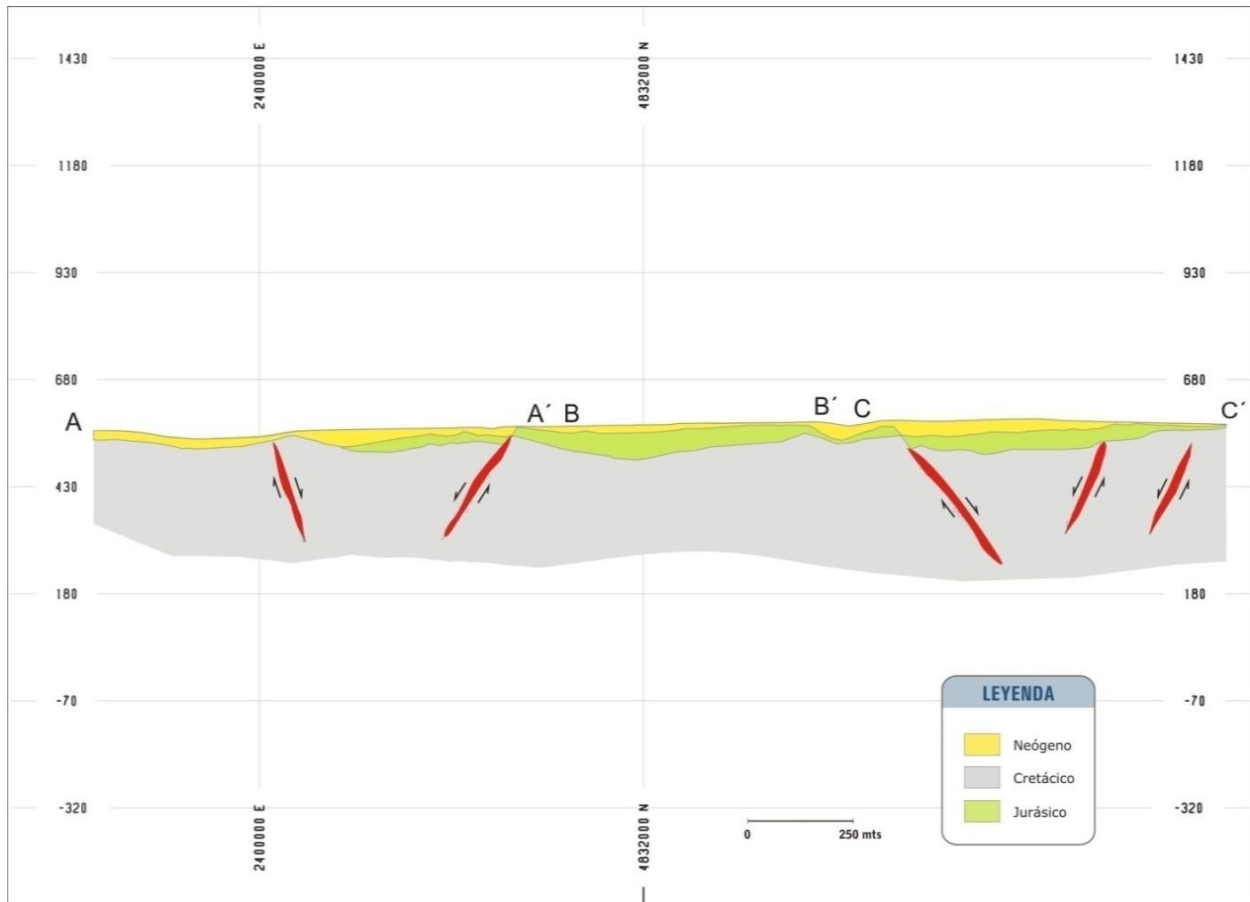 2400000 E
4832000 N
1430
1430
1180
1180
930
930
680
680
A
A´ B
B´ C
C´
430
430
180
180
LEYENDA
-70
-70
Neógeno
Cretácico
Jurásico
-320
-320
0
250 mts
2400000 E
4832000 N